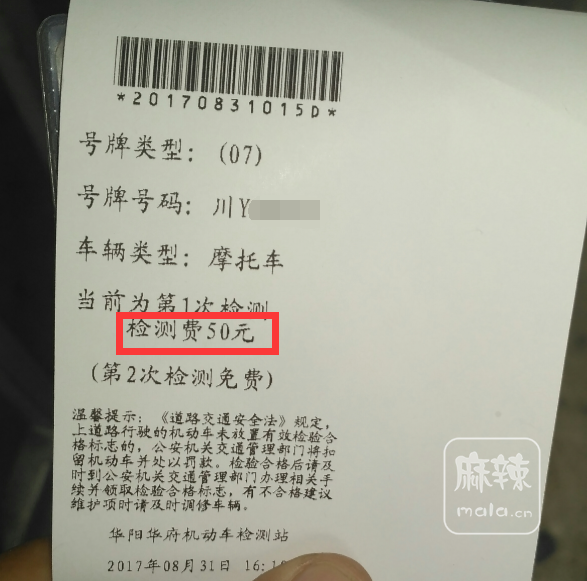 *20170831015D*
号牌类型：(07)
号牌号码：川Y
车辆类型：摩托车
当前为第1次检测
检测费50元
(第2次检测免费)
温馨提示：《道路交通安全法》规定，
上道路行驶的机动车未放置有效检验合
格标志的，公安机关交通管理部门将扣
留机动车并处以罚款。检验合格后请及
时到公安机关交通管理部门办理相关手
续并领取检验合格标志，有不合格建议
维护项时请及时调修车辆。
华阳华府机动车检测站
2017年08月31日 16:1
麻辣
mala.cn